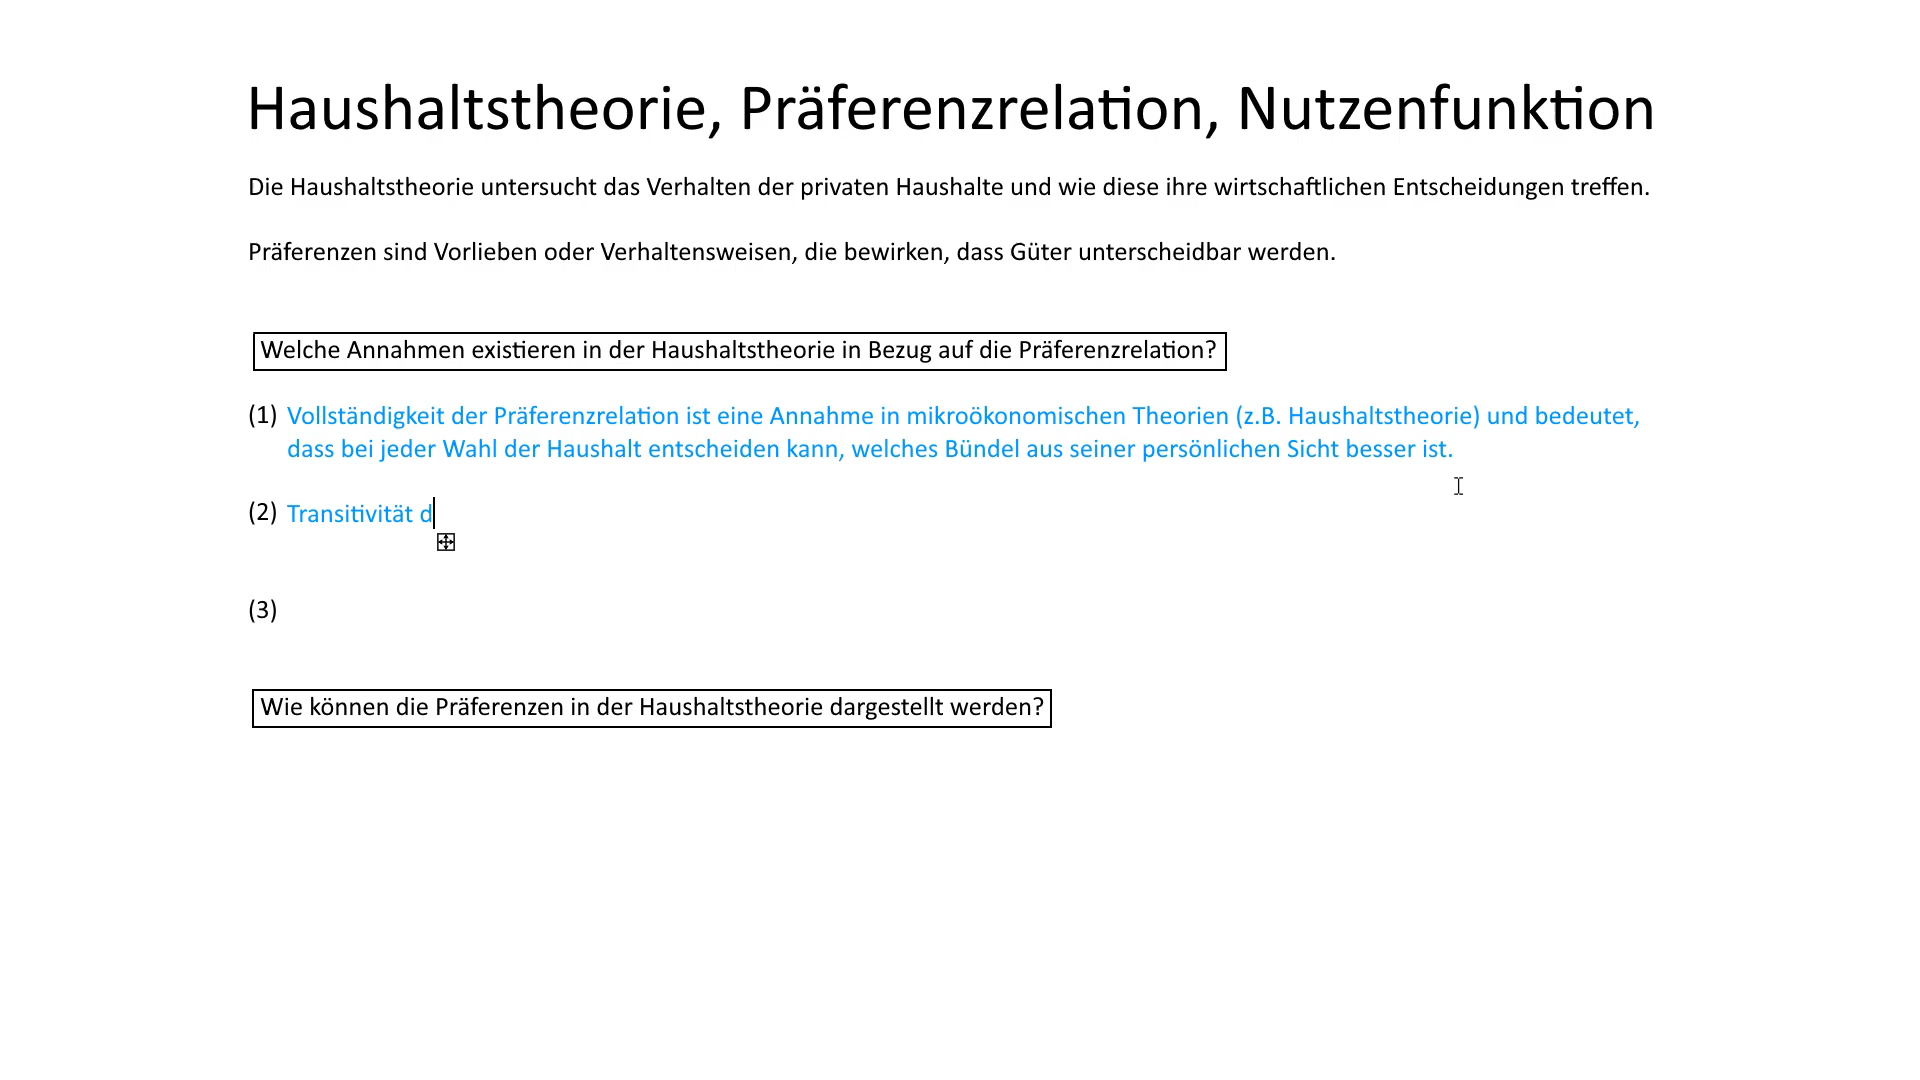 Haushaltstheorie, Präferenzrelation, Nutzenfunktion
Die Haushaltstheorie untersucht das Verhalten der privaten Haushalte und wie diese ihre wirtschaftlichen Entscheidungen treffen.
Präferenzen sind Vorlieben oder Verhaltensweisen, die bewirken, dass Güter unterscheidbar werden.
Welche Annahmen existieren in der Haushaltstheorie in Bezug auf die Präferenzrelation?
(1) Vollständigkeit der Präferenzrelation ist eine Annahme in mikroökonomischen Theorien (z.B. Haushaltstheorie) und bedeutet,
dass bei jeder Wahl der Haushalt entscheiden kann, welches Bündel aus seiner persönlichen Sicht besser ist.
(2) Transitivität d
(3)
Wie können die Präferenzen in der Haushaltstheorie dargestellt werden?